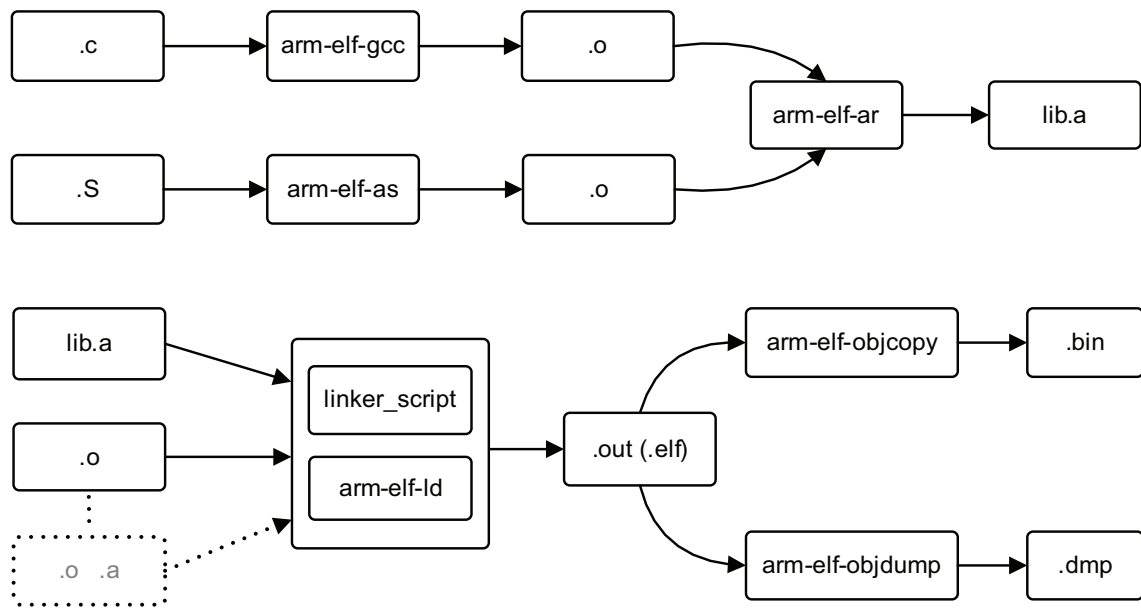 .c
arm-elf-gcc
.o
arm-elf-ar
lib.a
.S
arm-elf-as
.o
lib.a
linker_script
arm-elf-objcopy
.bin
.o
.out (.elf)
arm-elf-ld
.o .a
arm-elf-objdump
.dmp